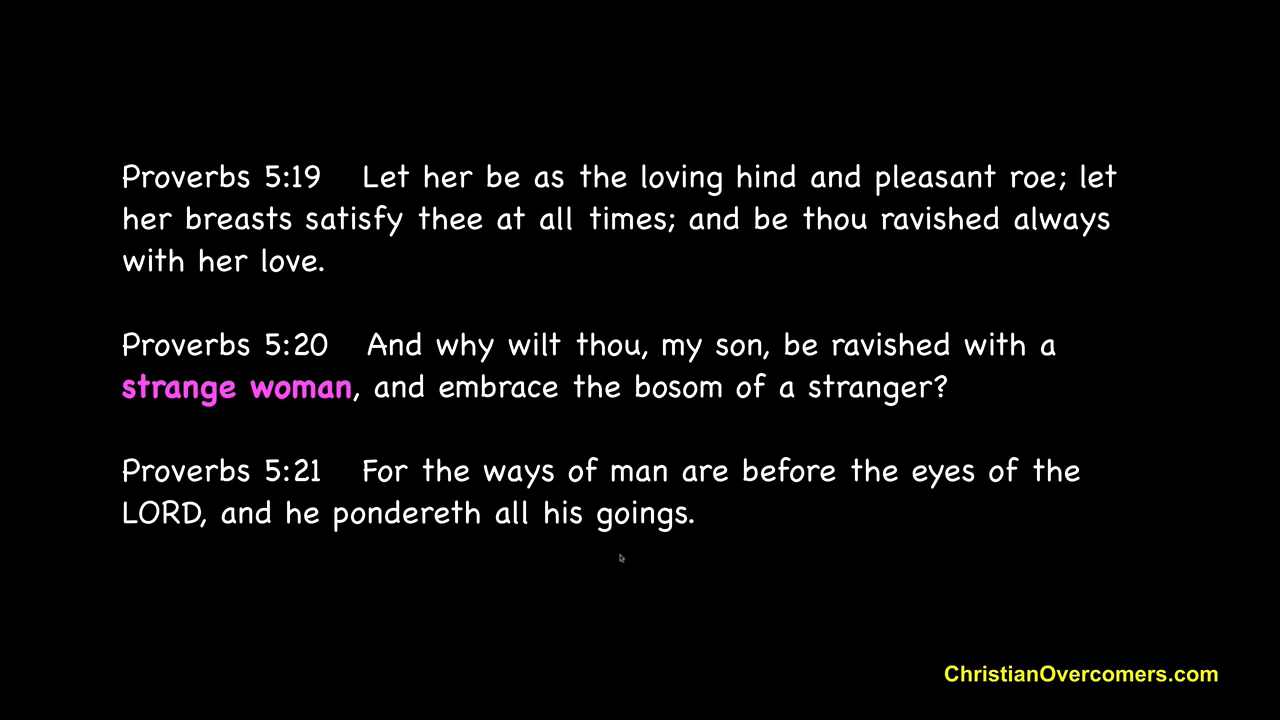 Proverbs 5:19 Let her be as the loving hind and pleasant roe; let
her breasts satisfy thee at all times; and be thou ravished always
with her love.
Proverbs 5:20 And why wilt thou, my son, be ravished with a
strange woman, and embrace the bosom of a stranger?
Proverbs 5:21 For the ways of man are before the eyes of the
LORD, and he pondereth all his goings.
ChristianOvercomers.com